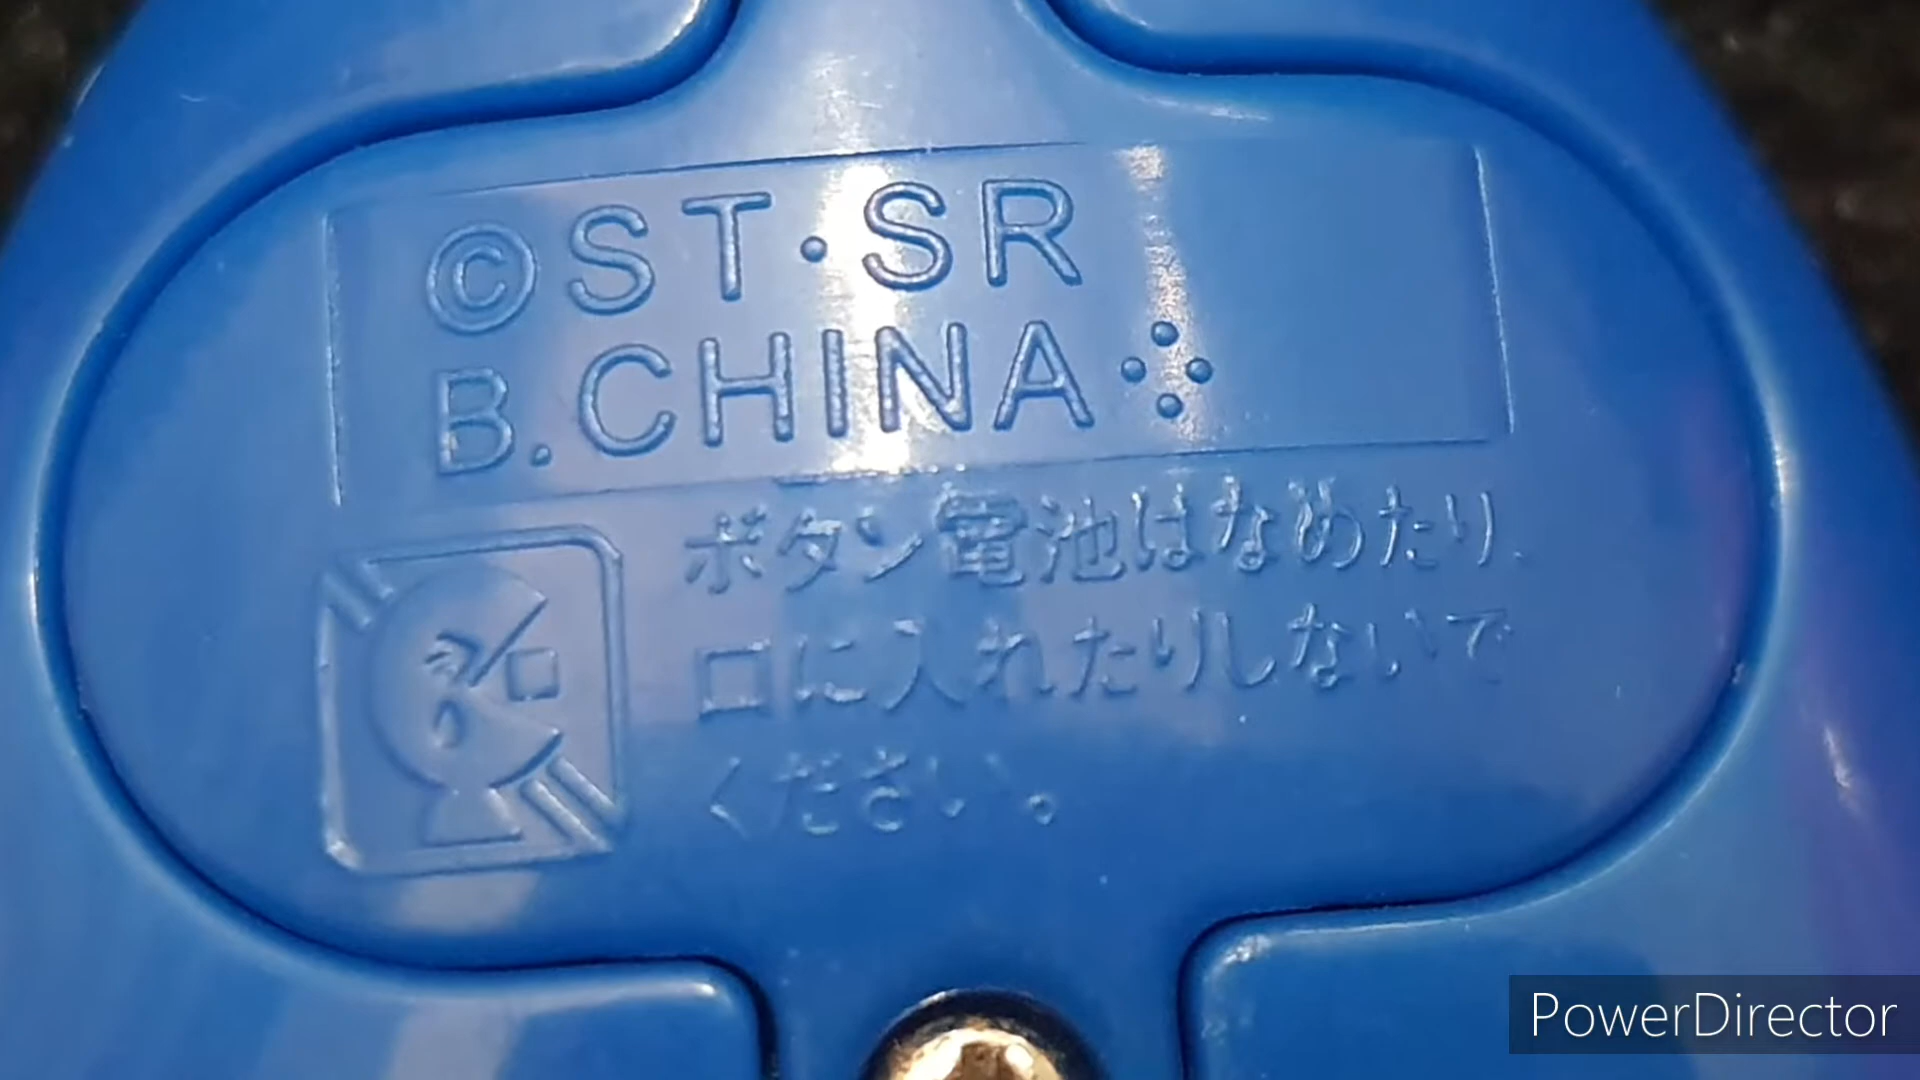 ©ST·SR
B.CHINA
ボタン電池はなめたり、
口に入れたりしないで
ください。
PowerDirector